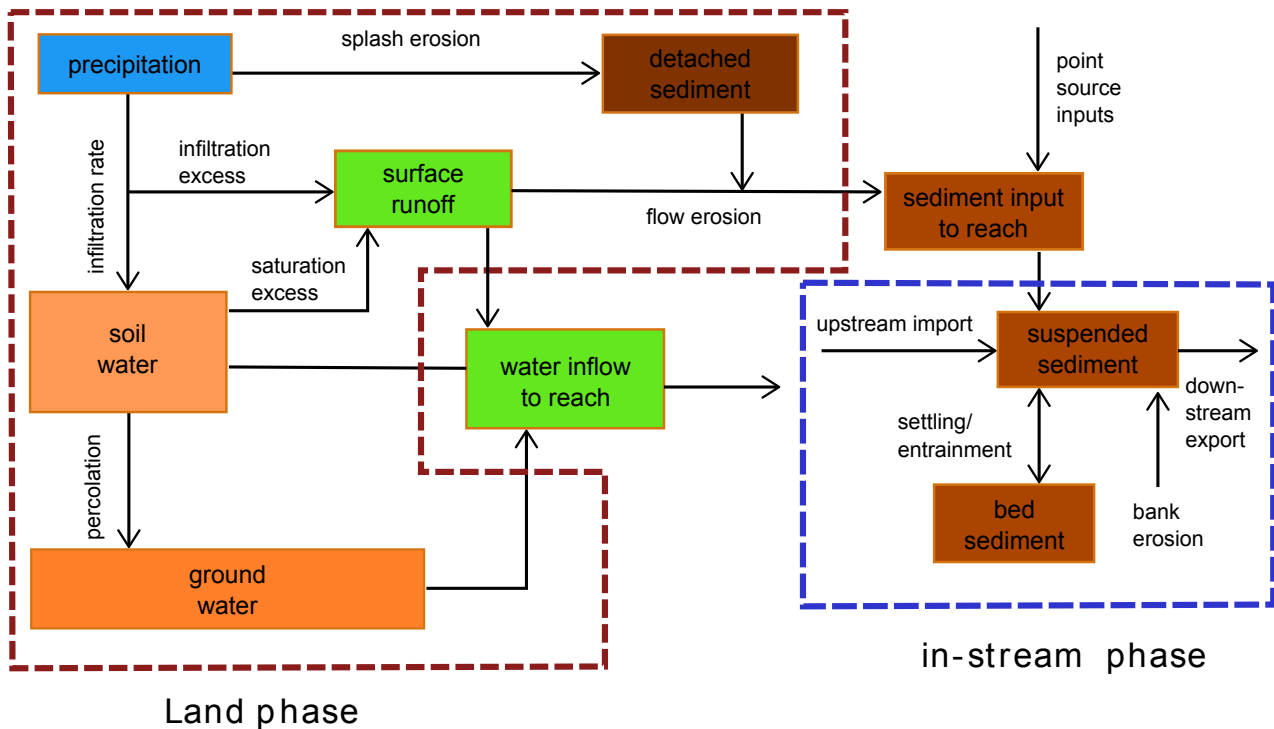 splash erosion
precipitation
detached
sediment
point
source
inputs
infiltration rate
infiltration
excess
surface
runoff
flow erosion
sediment input
to reach
saturation
excess
soil
water
water inflow
to reach
upstream import
suspended
sediment
down-
stream
export
settling/
entrainment
percolation
bed
sediment
bank
erosion
ground
water
in-stream phase
Land phase